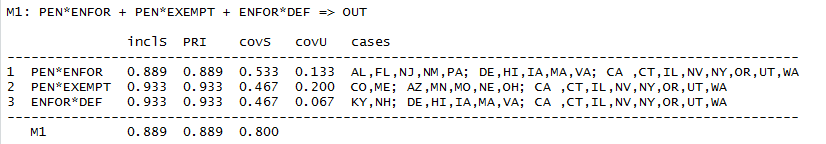 M1: PEN*ENFOR + PEN*EXEMPT + ENFOR*DEF => OUT
inclS PRI covS covU cases
1 PEN*ENFOR 0.889 0.889 0.533 0.133 AL,FL,NJ,NM,PA; DE,HI,IA,MA,VA; CA ,CT,IL,NV,NY,OR,UT,WA
2 PEN*EXEMPT 0.933 0.933 0.467 0.200 CO,ME; AZ,MN,MO,NE,OH; CA ,CT,IL,NV,NY,OR,UT,WA
3 ENFOR*DEF 0.933 0.933 0.467 0.067 KY,NH; DE,HI,IA,MA,VA; CA ,CT,IL,NV,NY,OR,UT,WA
M1 0.889 0.889 0.800